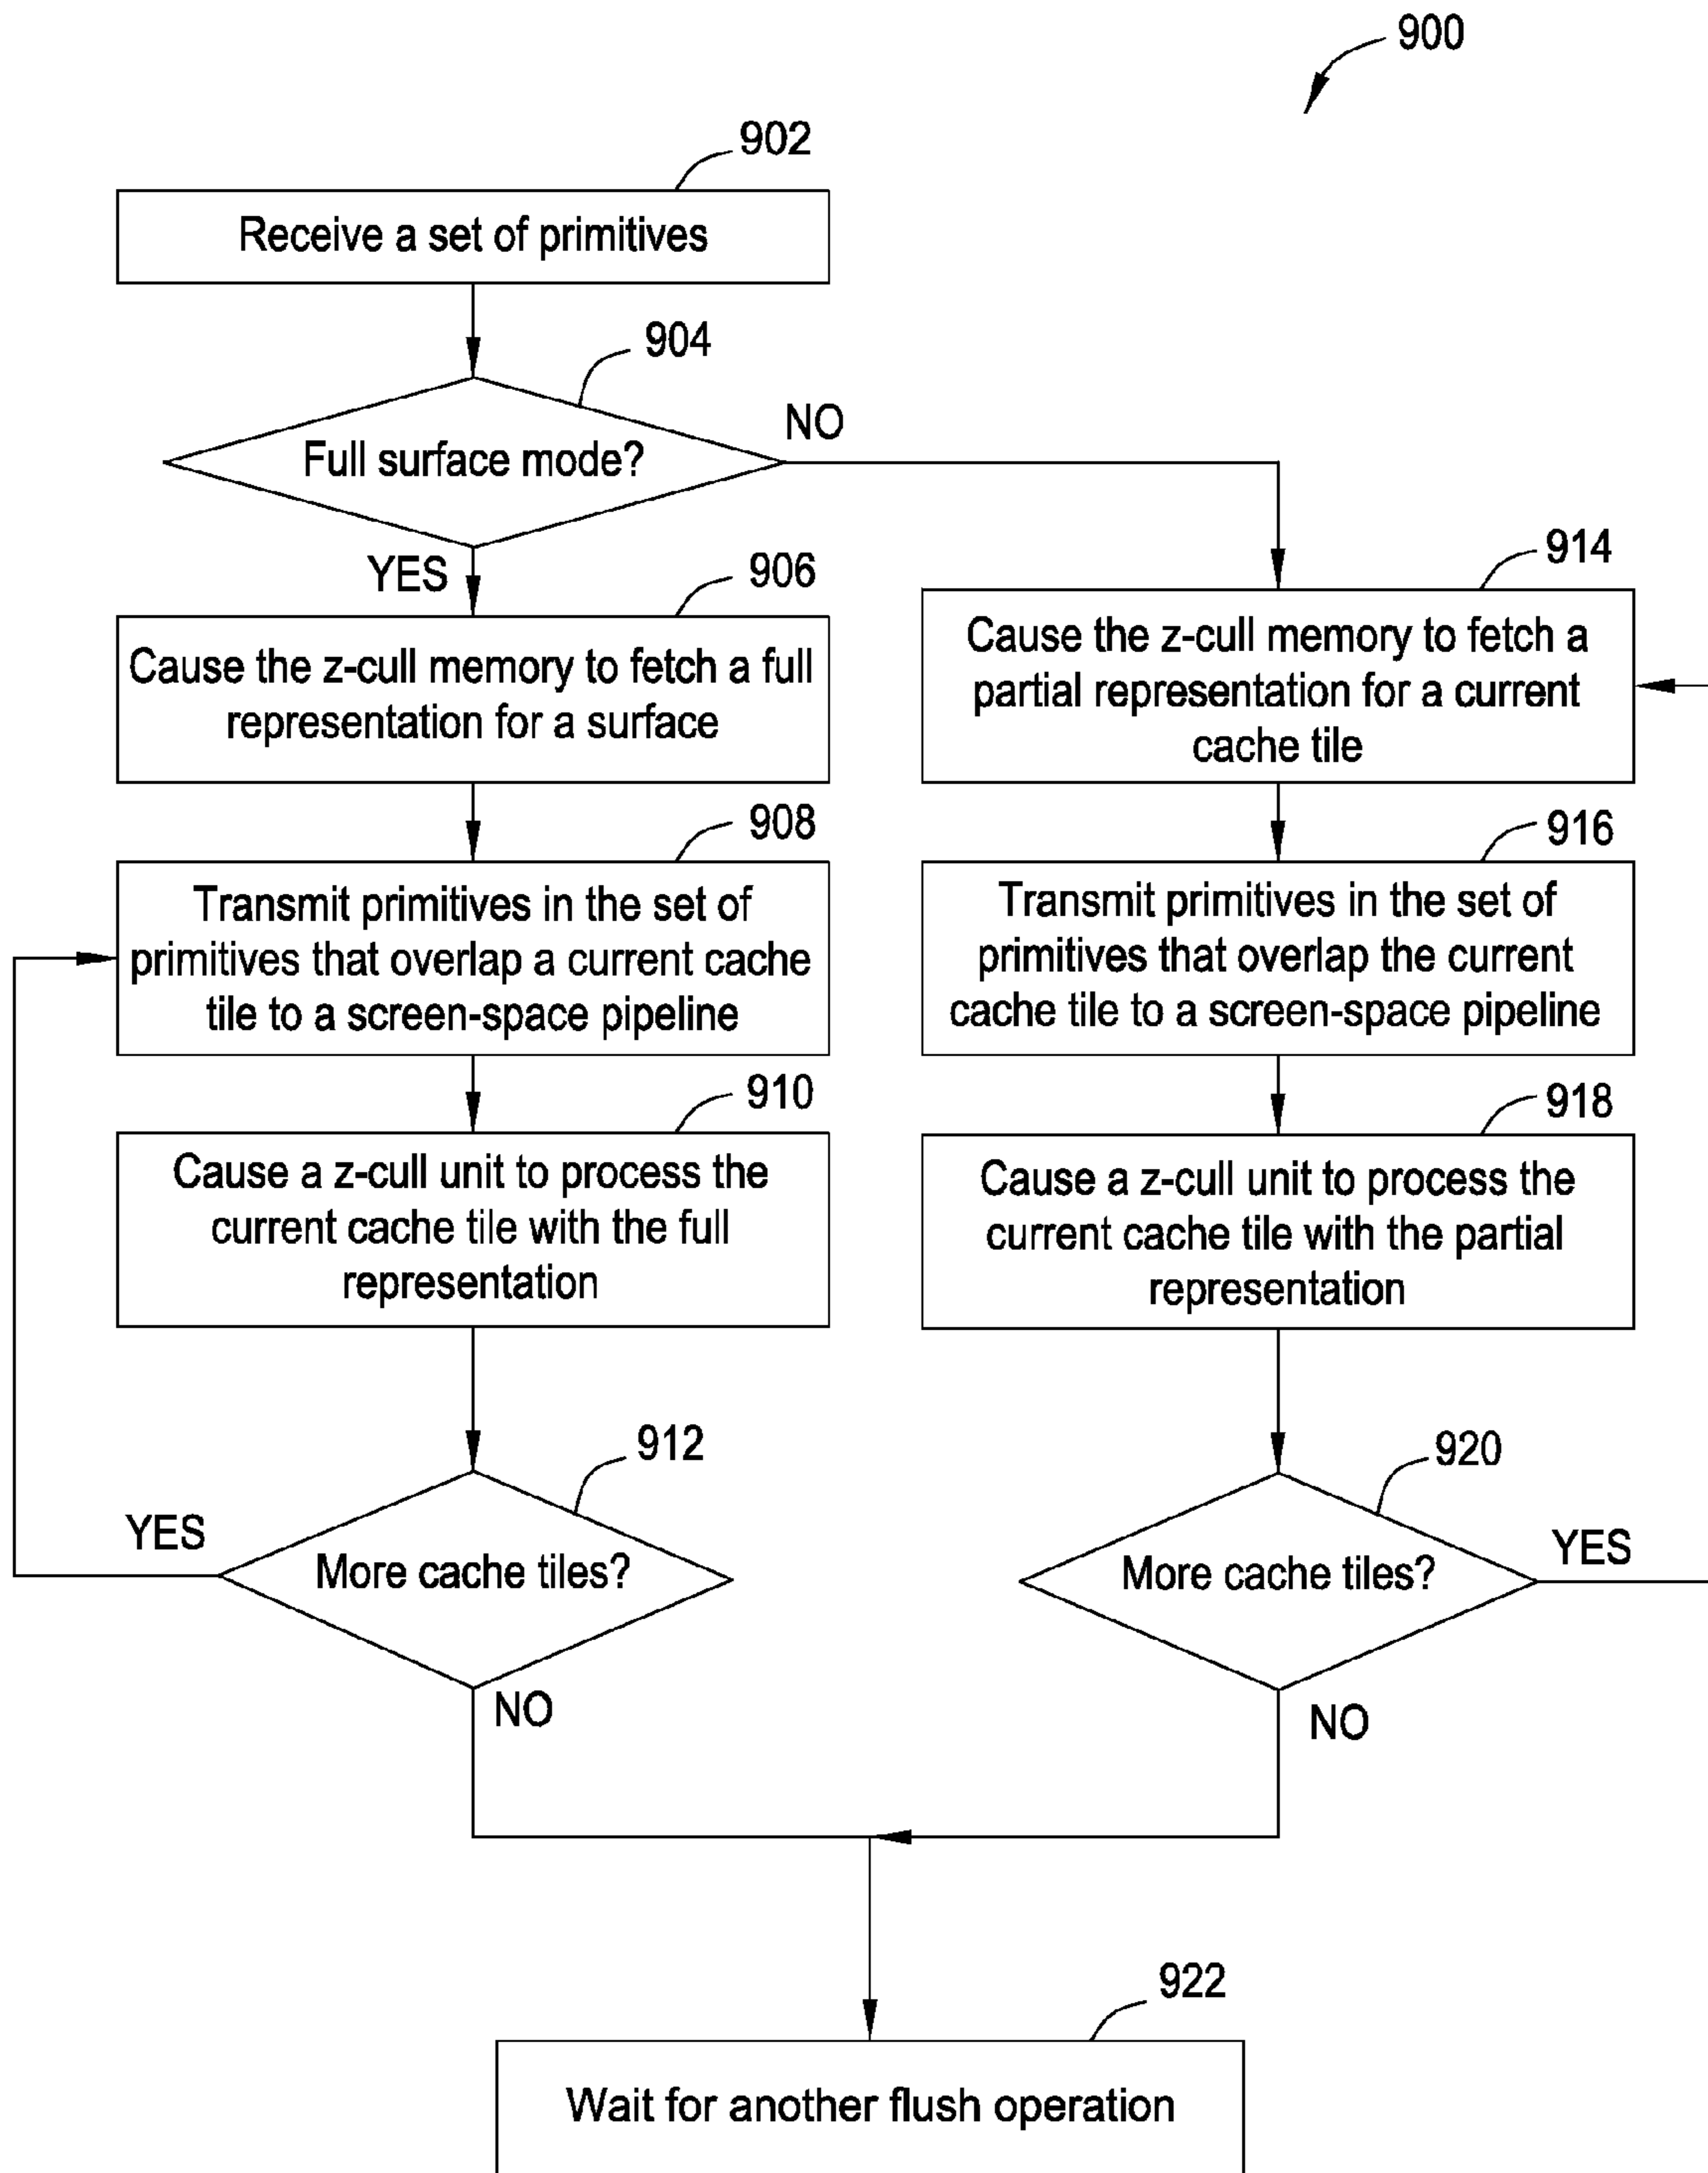 900
902
Receive a set of primitives
904
Full surface mode?
NO
YES
906
Cause the z-cull memory to fetch a full
representation for a surface
908
Transmit primitives in the set of
primitives that overlap a current cache
tile to a screen-space pipeline
910
Cause a z-cull unit to process the
current cache tile with the full
representation
912
More cache tiles?
YES
NO
914
Cause the z-cull memory to fetch a
partial representation for a current
cache tile
916
Transmit primitives in the set of
primitives that overlap the current
cache tile to a screen-space pipeline
918
Cause a z-cull unit to process the
current cache tile with the partial
representation
920
More cache tiles?
YES
NO
922
Wait for another flush operation